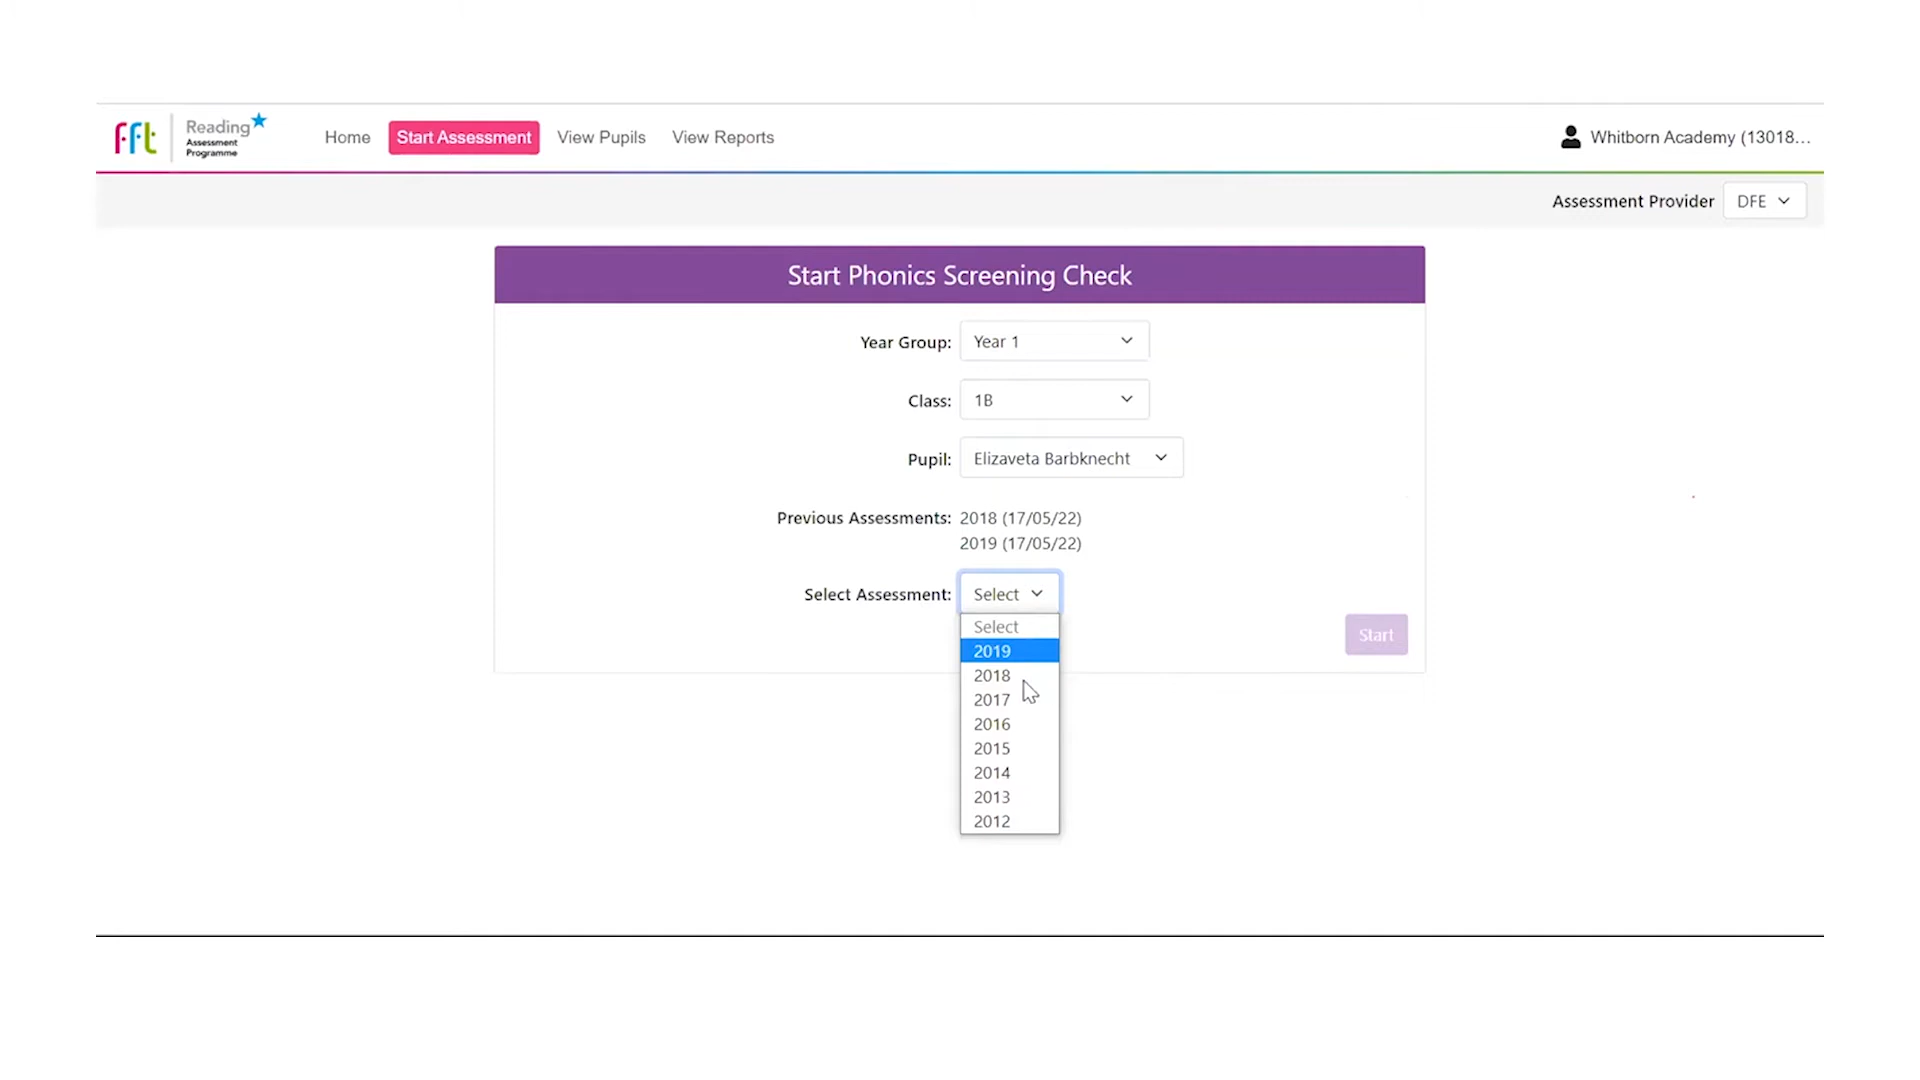 fft Reading Assessment Programme
Home Start Assessment View Pupils View Reports Whitborn Academy (13018...
Assessment Provider DFE
Start Phonics Screening Check
Year Group: Year 1
Class: 1B
Pupil: Elizaveta Barbknecht
Previous Assessments: 2018 (17/05/22)
2019 (17/05/22)
Select Assessment: Select
Select
2019
2018
2017
2016
2015
2014
2013
2012
Start